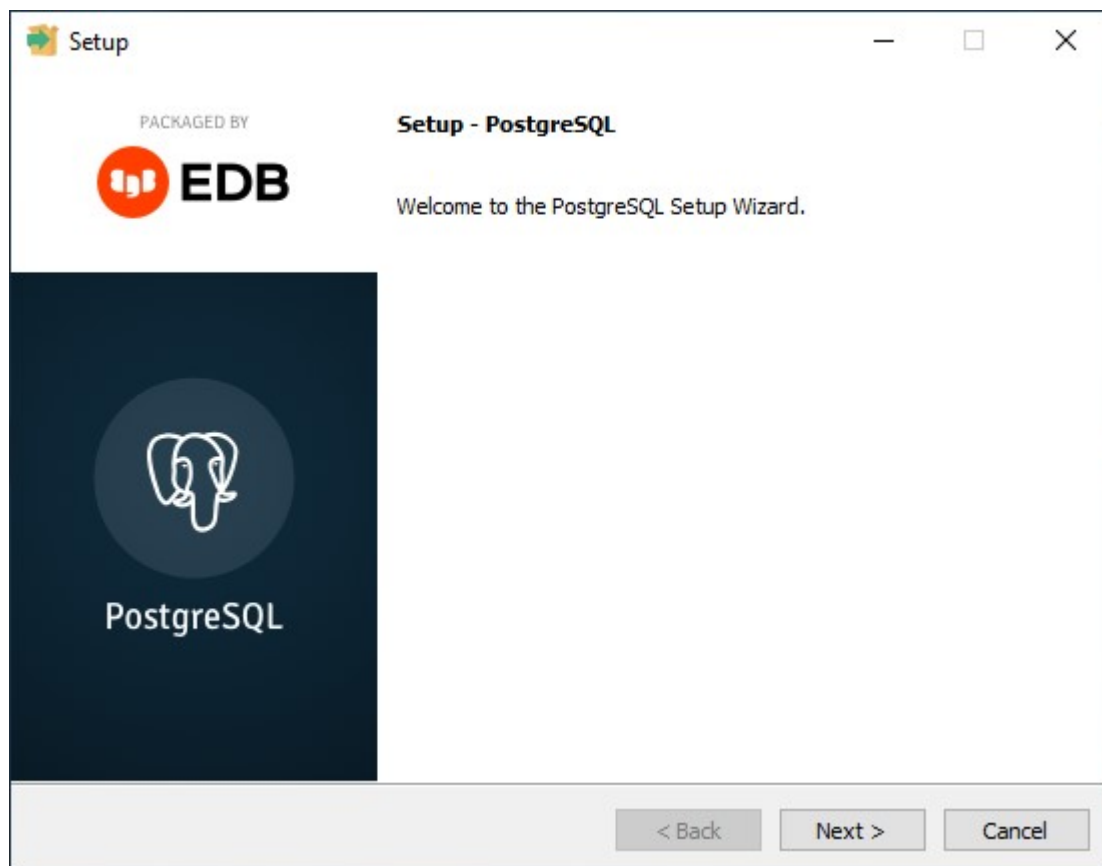 Setup
PACKAGED BY
EDB
Setup - PostgreSQL
Welcome to the PostgreSQL Setup Wizard.
PostgreSQL
< Back
Next >
Cancel